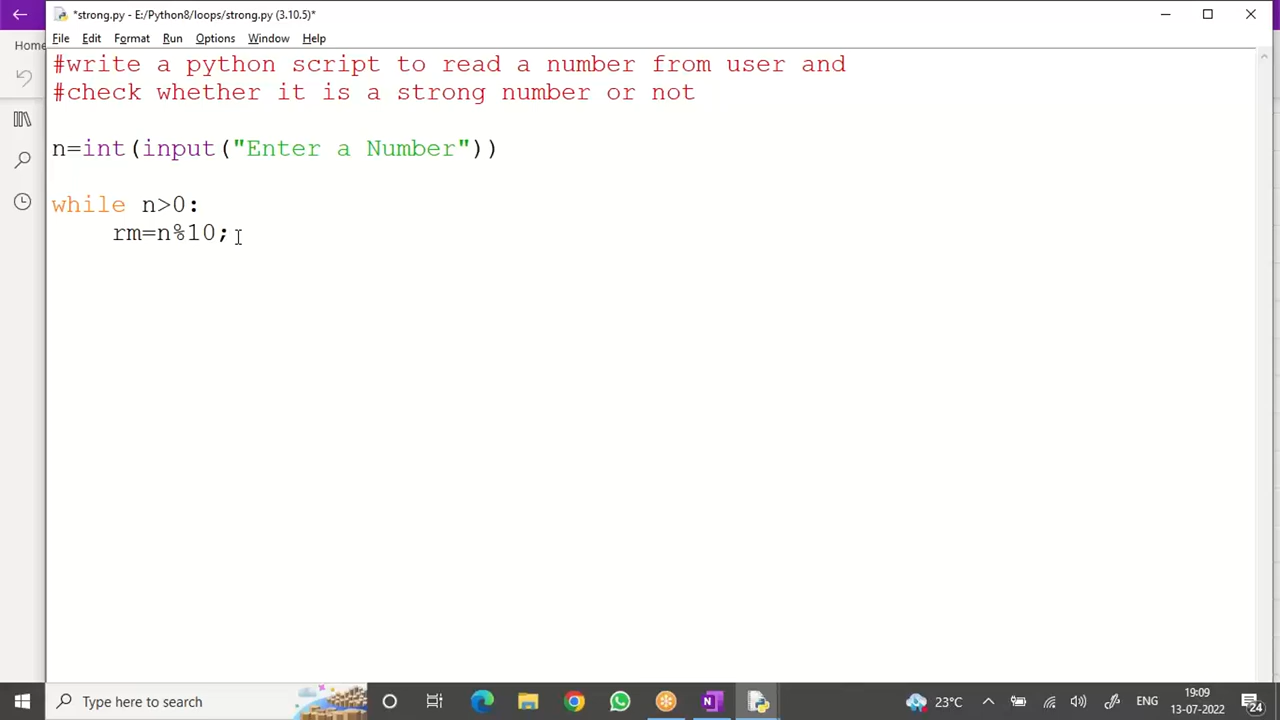 *strong.py - E:/Python8/loops/strong.py (3.10.5)*
File Edit Format Run Options Window Help
Home
#write a python script to read a number from user and
#check whether it is a strong number or not
n=int(input("Enter a Number"))
while n>0:
rm=n%10;
Type here to search
23°C
ENG
19:09
13-07-2022
24